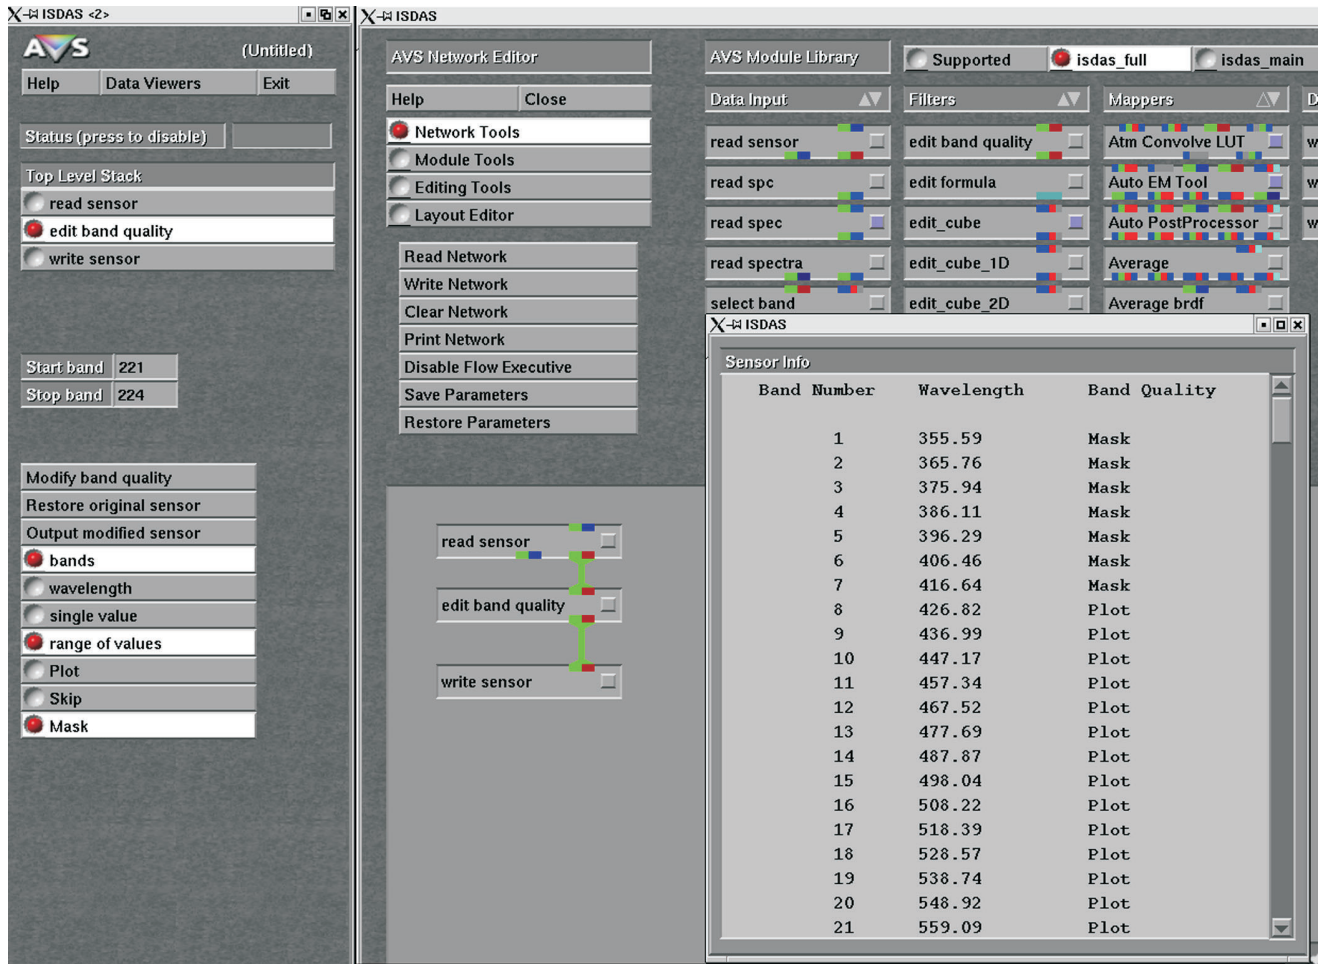 ISDAS <2>
AVS (Untitled)
Help Data Viewers Exit
Status (press to disable)
Top Level Stack
read sensor
edit band quality
write sensor
Start band 221
Stop band 224
Modify band quality
Restore original sensor
Output modified sensor
bands
wavelength
single value
range of values
Plot
Skip
Mask
ISDAS
AVS Network Editor
Help Close
Network Tools
Module Tools
Editing Tools
Layout Editor
Read Network
Write Network
Clear Network
Print Network
Disable Flow Executive
Save Parameters
Restore Parameters
read sensor
edit band quality
write sensor
AVS Module Library Supported isdas_full isdas_main
Data Input Filters Mappers D
read sensor edit band quality Atm Convolve LUT w
read spc edit formula Auto EM Tool w
read spec edit_cube Auto PostProcessor w
read spectra edit_cube_1D Average
select band edit_cube_2D Average brdf
ISDAS
Sensor Info
Band Number Wavelength Band Quality
1 355.59 Mask
2 365.76 Mask
3 375.94 Mask
4 386.11 Mask
5 396.29 Mask
6 406.46 Mask
7 416.64 Mask
8 426.82 Plot
9 436.99 Plot
10 447.17 Plot
11 457.34 Plot
12 467.52 Plot
13 477.69 Plot
14 487.87 Plot
15 498.04 Plot
16 508.22 Plot
17 518.39 Plot
18 528.57 Plot
19 538.74 Plot
20 548.92 Plot
21 559.09 Plot